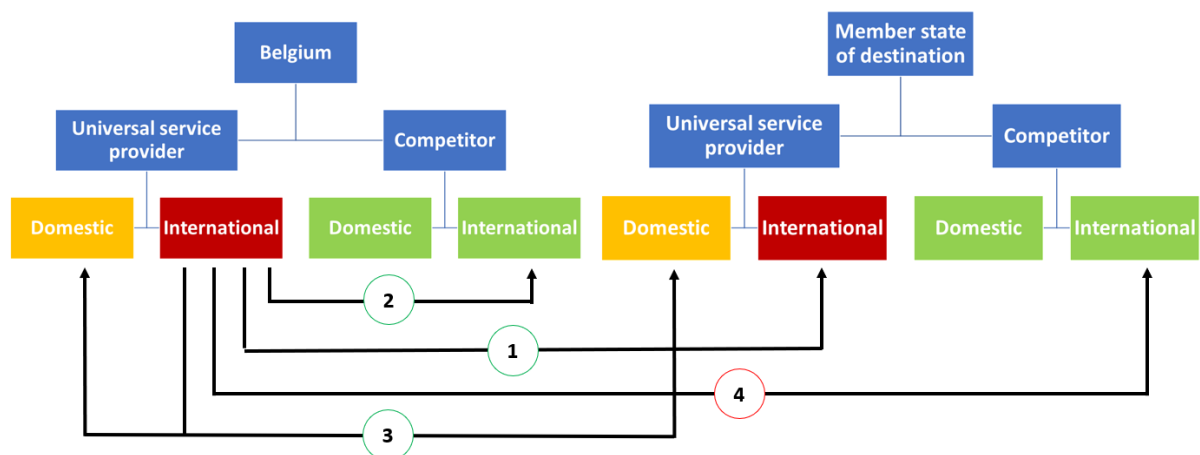 Belgium
Universal service
provider
Competitor
Domestic
International
Domestic
International
Member state
of destination
Universal service
provider
Competitor
Domestic
International
Domestic
International
2
1
4
3